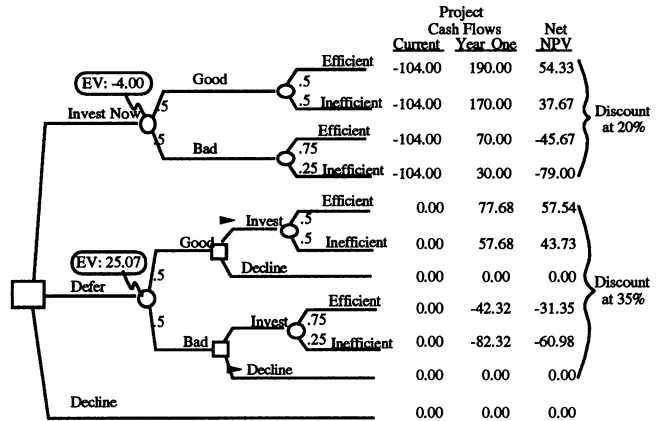 Project
Cash Flows Net
Current Year One NPV
Efficient -104.00 190.00 54.33
EV: -4.00 Good .5
.5 Inefficient -104.00 170.00 37.67
Invest Now .5
Discount
at 20%
.5 Bad Efficient -104.00 70.00 -45.67
.75
.25 Inefficient -104.00 30.00 -79.00
Efficient 0.00 77.68 57.54
Invest .5
Good .5 Inefficient 0.00 57.68 43.73
EV: 25.07
Decline 0.00 0.00 0.00
.5
Defer
Discount
at 35%
Efficient 0.00 -42.32 -31.35
.5 Invest .75
Bad .25 Inefficient 0.00 -82.32 -60.98
Decline 0.00 0.00 0.00
Decline 0.00 0.00 0.00